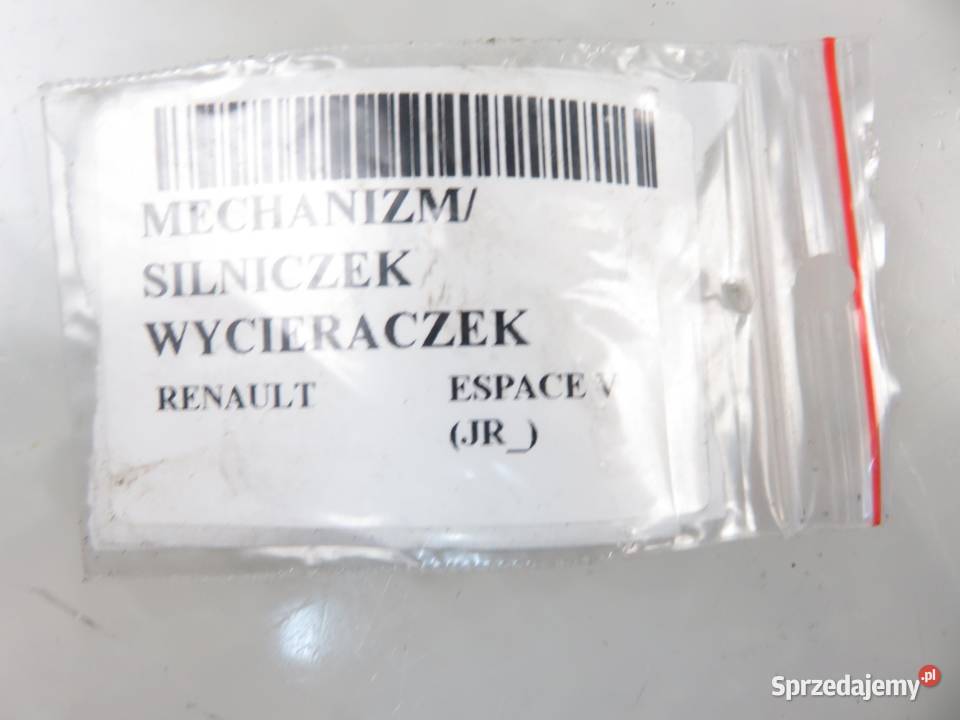 MECHANIZM/
SILNICZEK
WYCIERACZEK
RENAULT ESPACE V
(JR_)
Sprzedajemy.pl